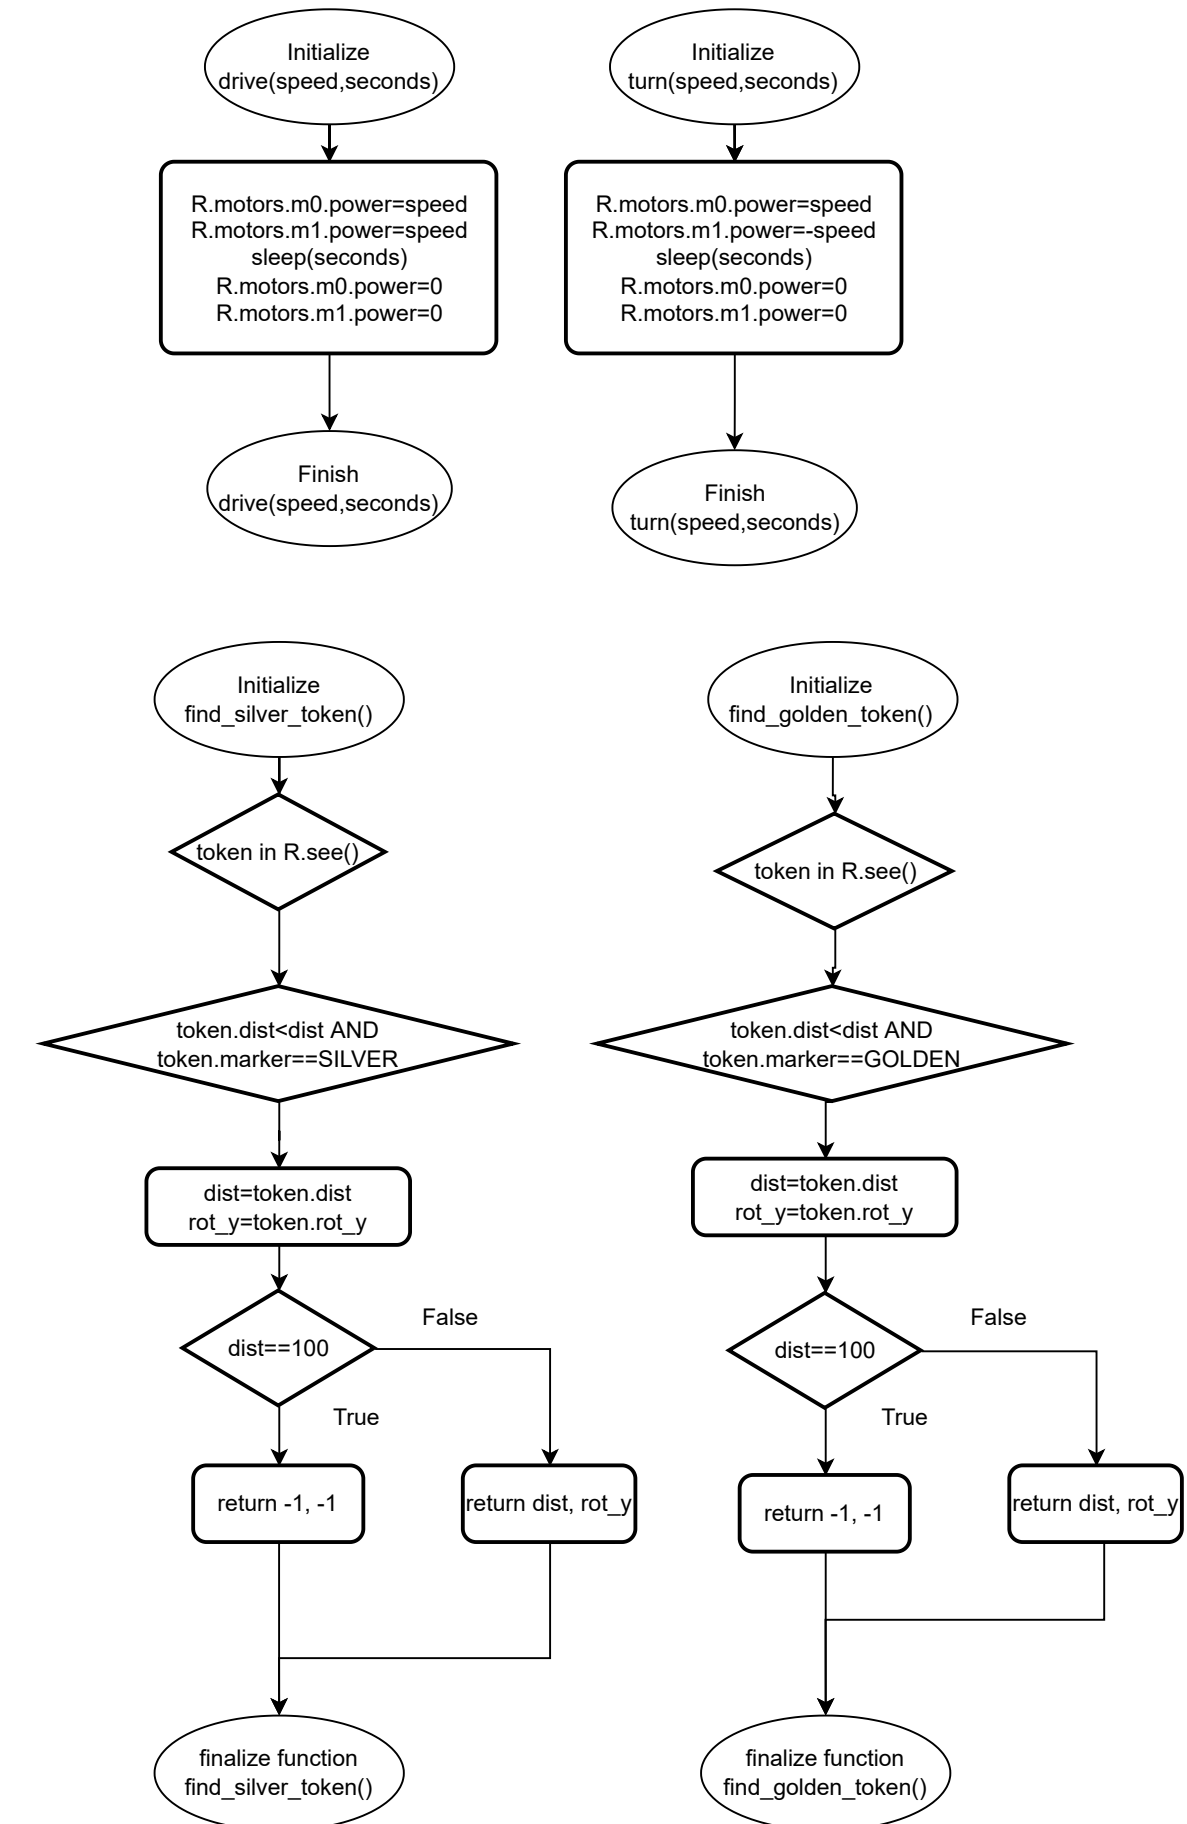 Initialize
drive(speed,seconds)
R.motors.m0.power=speed
R.motors.m1.power=speed
sleep(seconds)
R.motors.m0.power=0
R.motors.m1.power=0
Finish
drive(speed,seconds)
Initialize
turn(speed,seconds)
R.motors.m0.power=speed
R.motors.m1.power=-speed
sleep(seconds)
R.motors.m0.power=0
R.motors.m1.power=0
Finish
turn(speed,seconds)
Initialize
find_silver_token()
token in R.see()
token.dist<dist AND
token.marker==SILVER
dist=token.dist
rot_y=token.rot_y
dist==100
False
True
return -1, -1
return dist, rot_y
finalize function
find_silver_token()
Initialize
find_golden_token()
token in R.see()
token.dist<dist AND
token.marker==GOLDEN
dist=token.dist
rot_y=token.rot_y
dist==100
False
True
return -1, -1
return dist, rot_y
finalize function
find_golden_token()